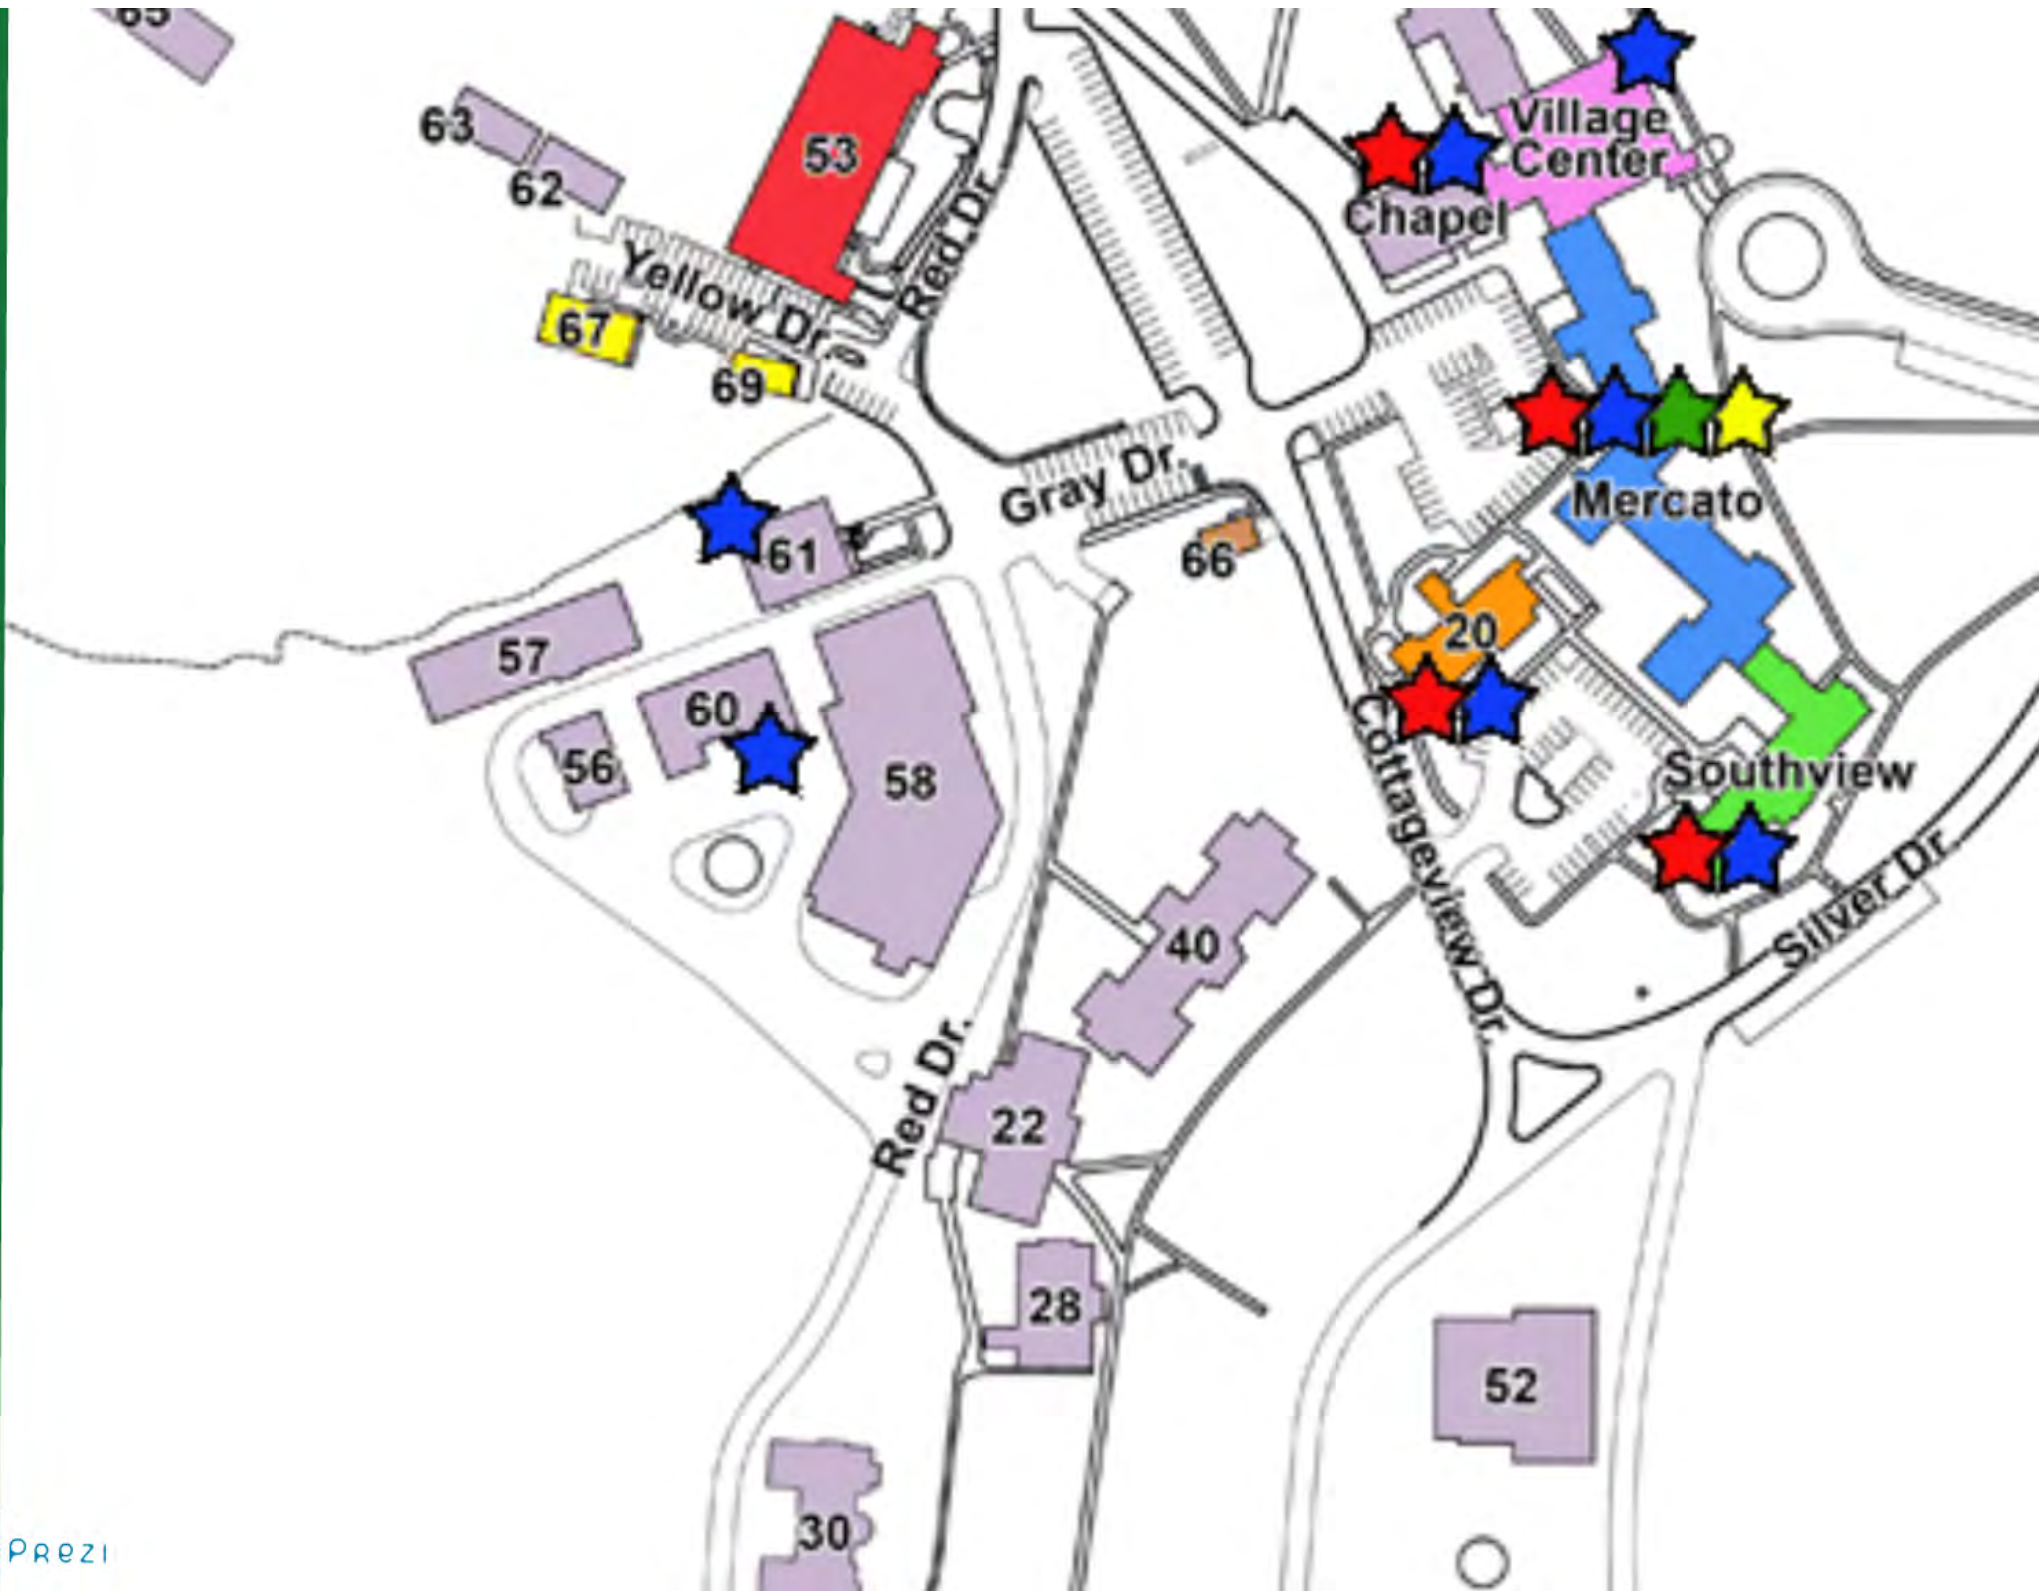 65
63
62
53
Village
Center
Chapel
Red Dr.
Yellow Dr.
67
69
Gray Dr.
Mercato
66
61
57
60
56
58
20
Southview
Cottageview Dr.
Silver Dr.
40
Red Dr.
22
28
52
30
Prezi